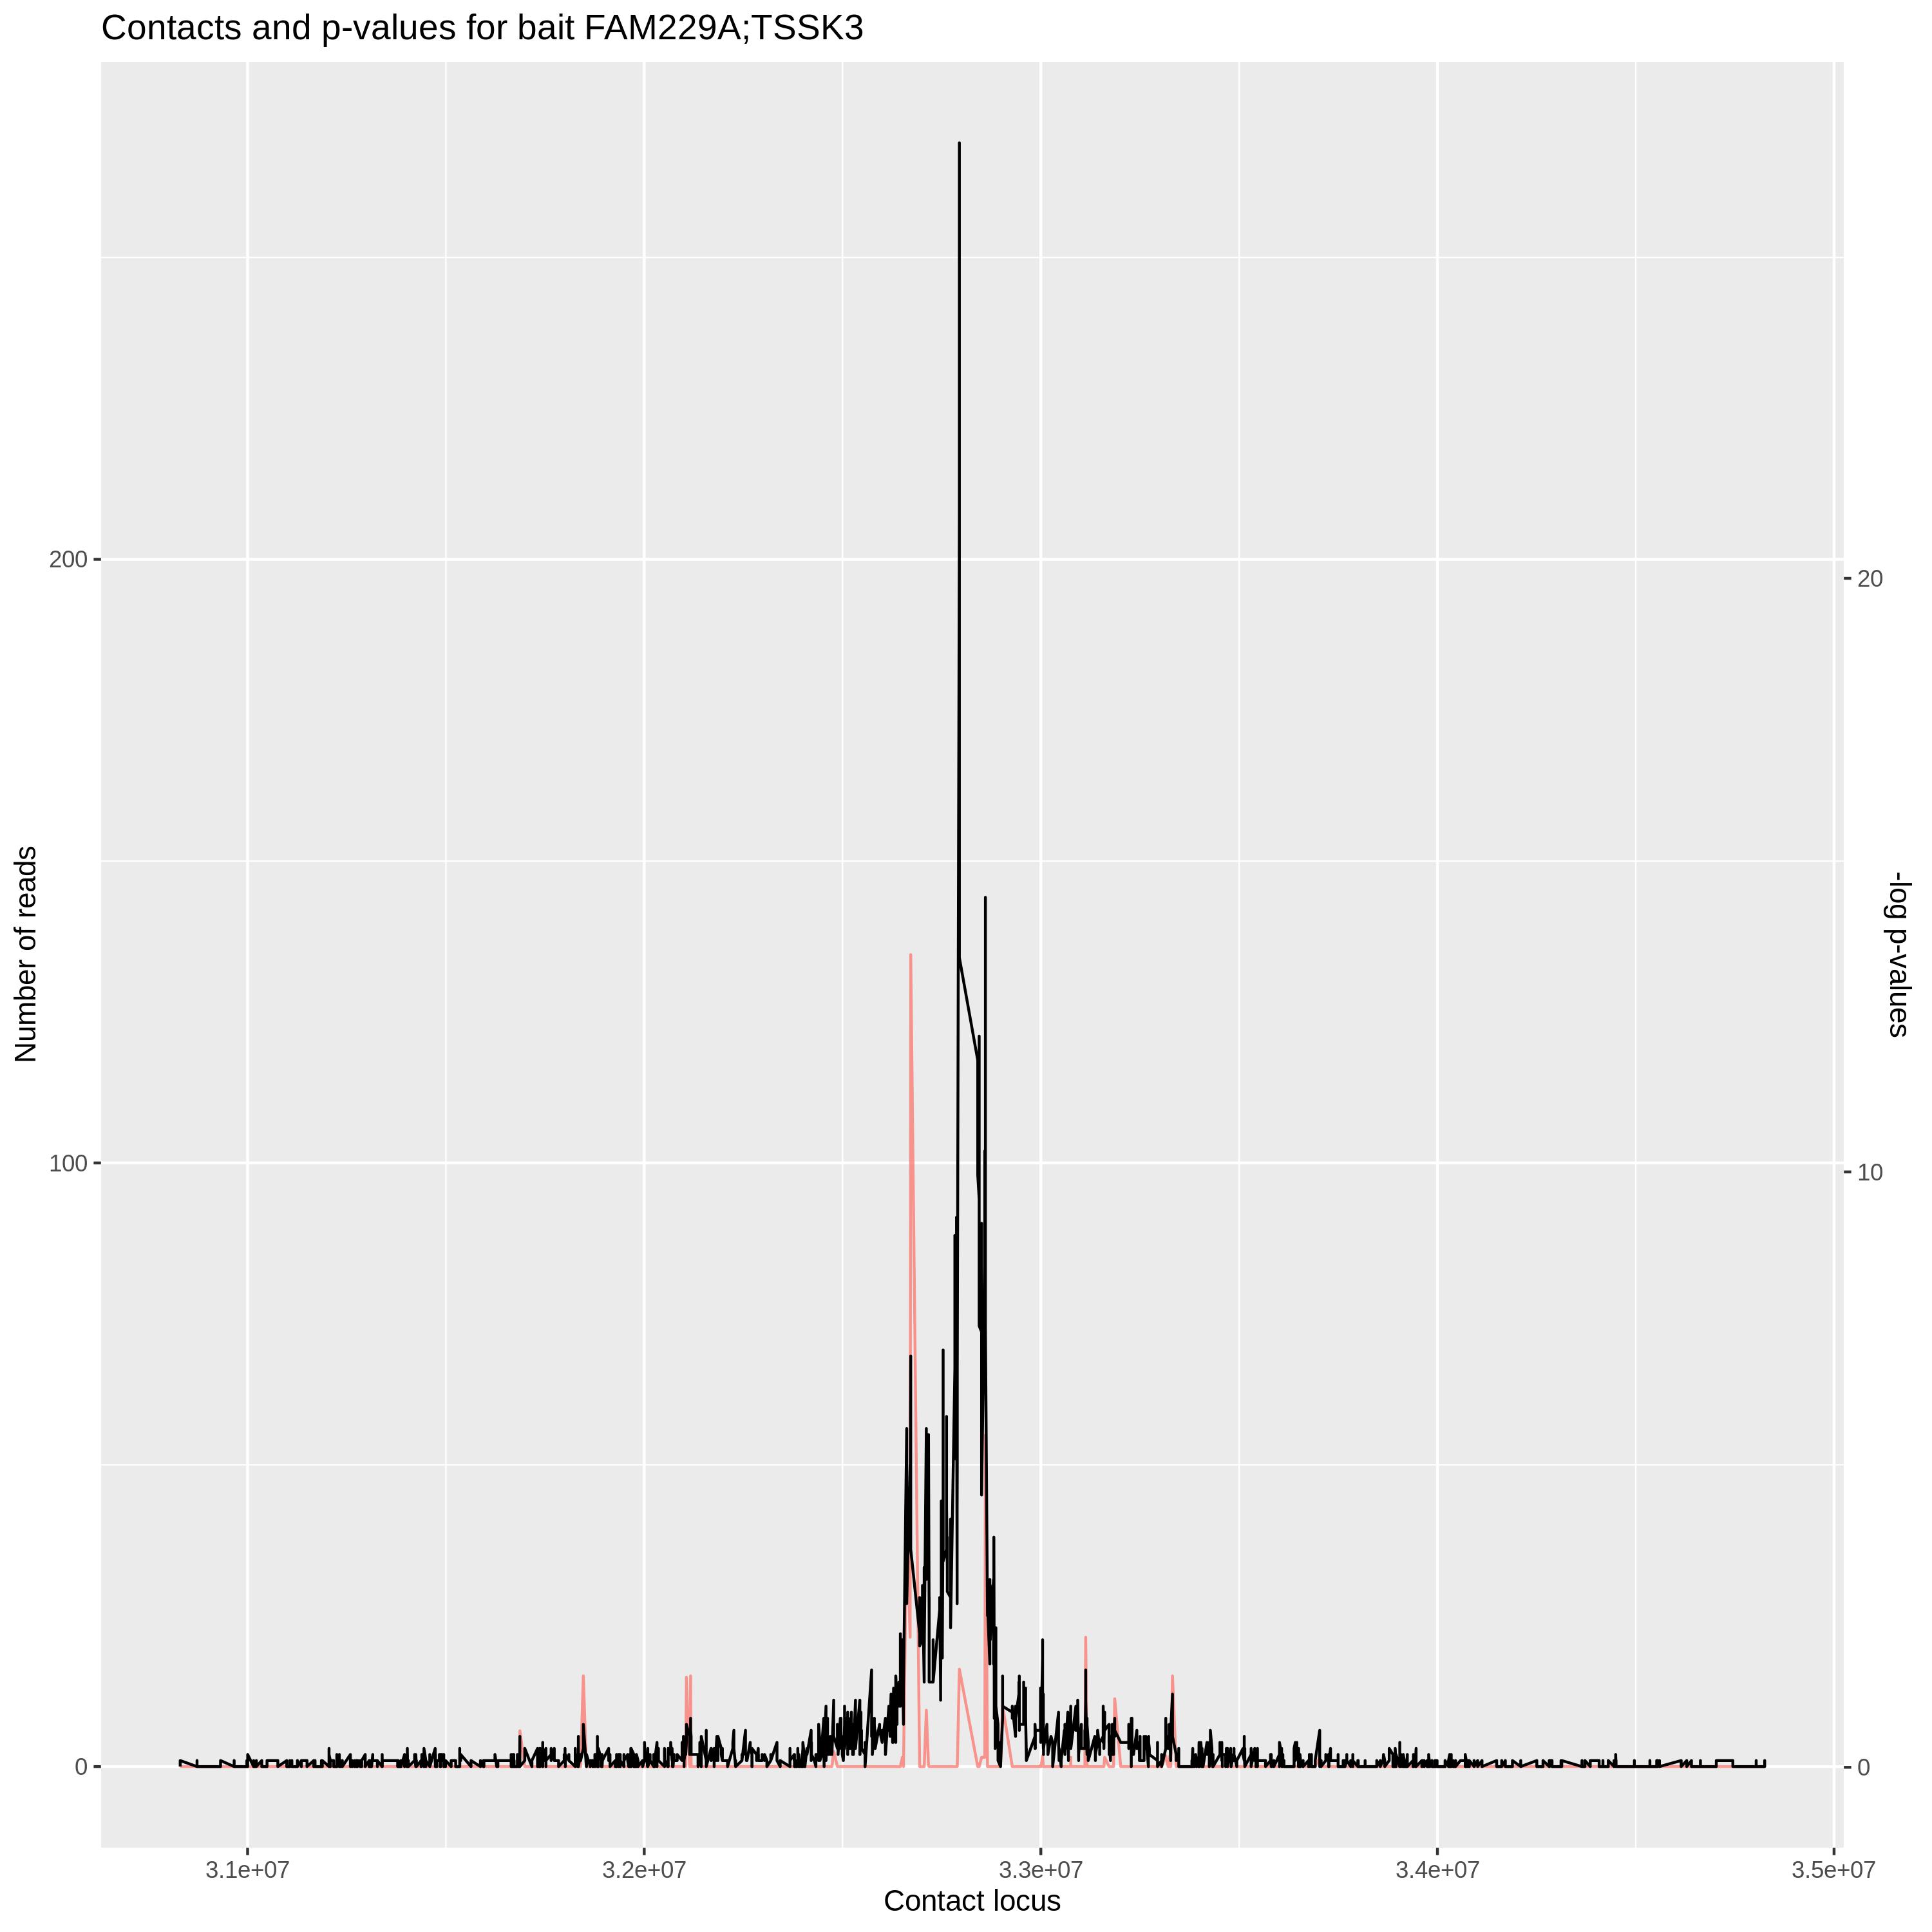 Contacts and p-values for bait FAM229A;TSSK3
Number of reads
200
100
0
20
10
0
-log p-values
3.1e+07
3.2e+07
3.3e+07
3.4e+07
3.5e+07
Contact locus